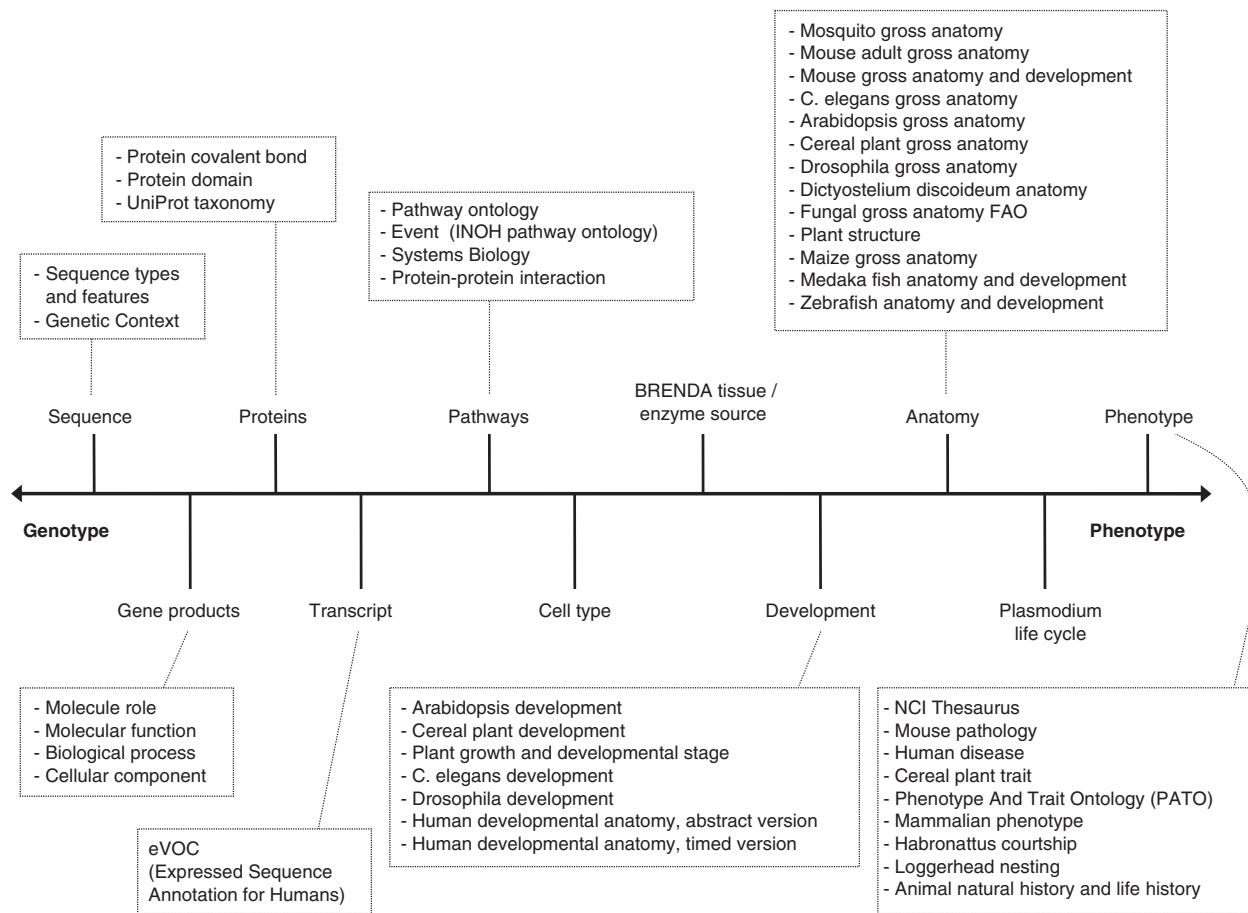 - Mosquito gross anatomy
- Mouse adult gross anatomy
- Mouse gross anatomy and development
- C. elegans gross anatomy
- Arabidopsis gross anatomy
- Cereal plant gross anatomy
- Drosophila gross anatomy
- Dictyostelium discoideum anatomy
- Fungal gross anatomy FAO
- Plant structure
- Maize gross anatomy
- Medaka fish anatomy and development
- Zebrafish anatomy and development
- Protein covalent bond
- Protein domain
- UniProt taxonomy
- Pathway ontology
- Event (INOH pathway ontology)
- Systems Biology
- Protein-protein interaction
- Sequence types
and features
- Genetic Context
Sequence
Proteins
Pathways
BRENDA tissue /
enzyme source
Anatomy
Phenotype
Genotype
Phenotype
Gene products
Transcript
Cell type
Development
Plasmodium
life cycle
- Molecule role
- Molecular function
- Biological process
- Cellular component
eVOC
(Expressed Sequence
Annotation for Humans)
- Arabidopsis development
- Cereal plant development
- Plant growth and developmental stage
- C. elegans development
- Drosophila development
- Human developmental anatomy, abstract version
- Human developmental anatomy, timed version
- NCI Thesaurus
- Mouse pathology
- Human disease
- Cereal plant trait
- Phenotype And Trait Ontology (PATO)
- Mammalian phenotype
- Habronattus courtship
- Loggerhead nesting
- Animal natural history and life history